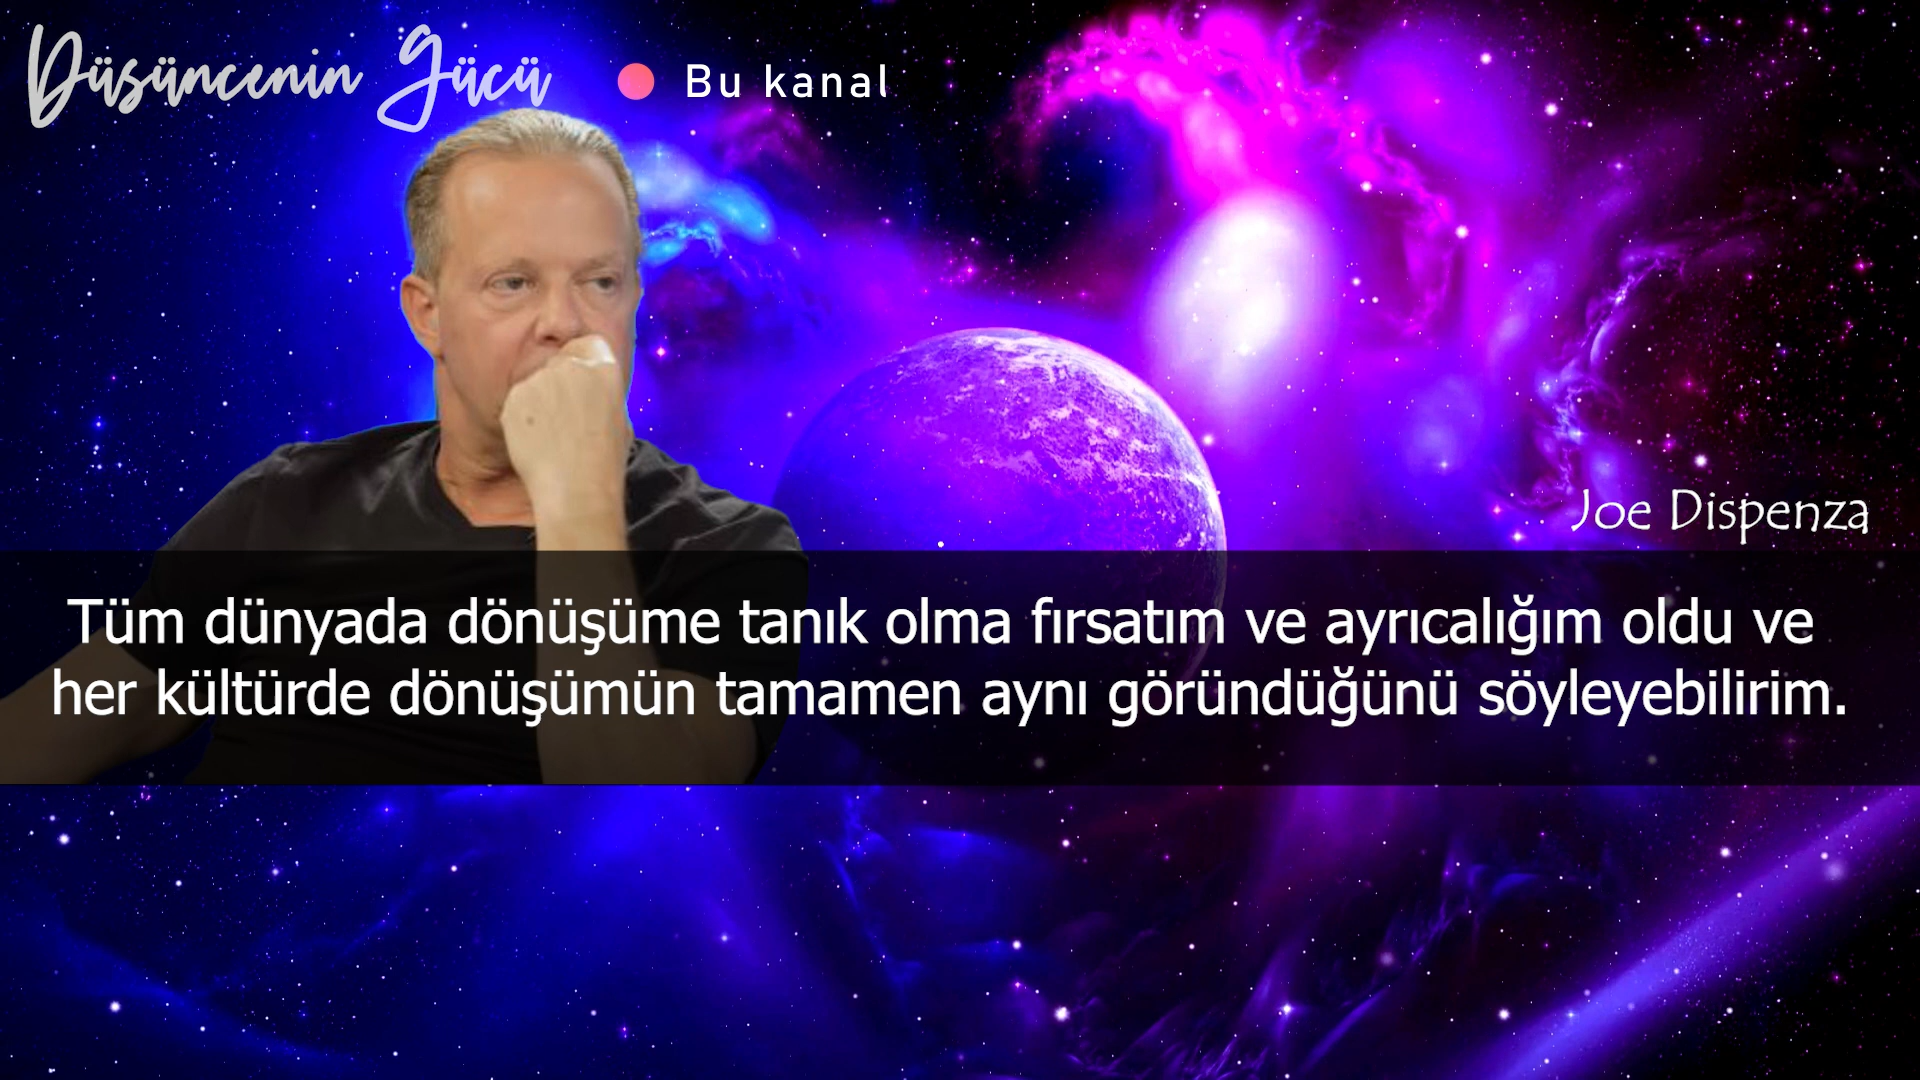 Düsüncenin Gücü
Bu kanal
Joe Dispenza
Tüm dünyada dönüşüme tanık olma fırsatım ve ayrıcalığım oldu ve
her kültürde dönüşümün tamamen aynı göründüğünü söyleyebilirim.